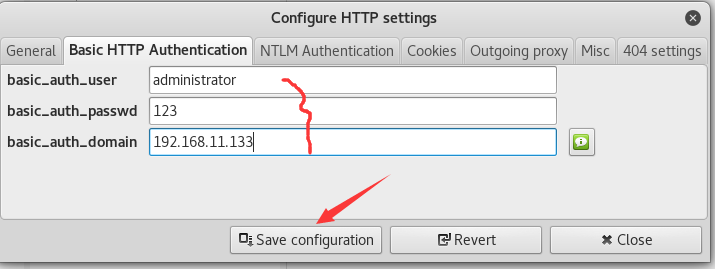 Configure HTTP settings
General Basic HTTP Authentication NTLM Authentication Cookies Outgoing proxy Misc 404 settings
basic_auth_user administrator
basic_auth_passwd 123
basic_auth_domain 192.168.11.133
Save configuration Revert Close